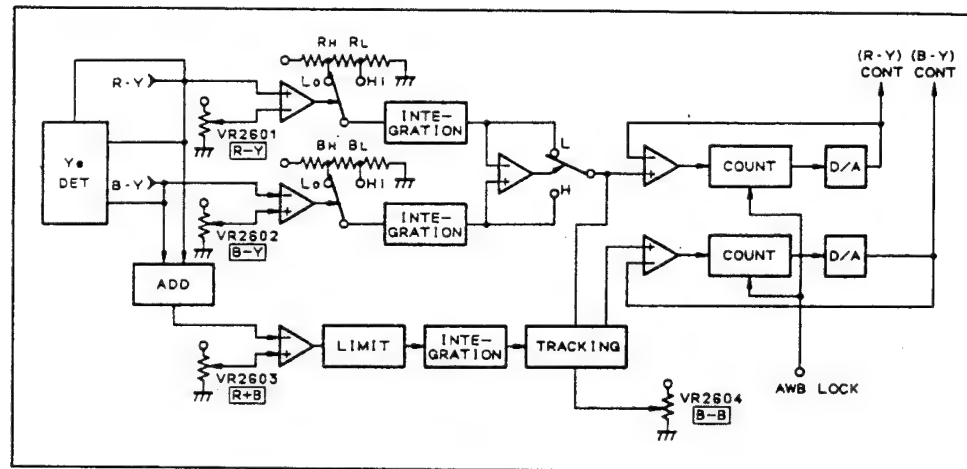 (R-Y) (B-Y)
CONT CONT
RH RL
R-Y
Lo Hi
INTE-
GRATION
VR2601
R-Y
L
COUNT
D/A
Ye
DET
BH BL
B-Y
Lo Hi
INTE-
GRATION
H
VR2602
B-Y
COUNT
D/A
ADD
LIMIT
INTE-
GRATION
TRACKING
VR2603
R+B
VR2604
B-B
AWB LOCK